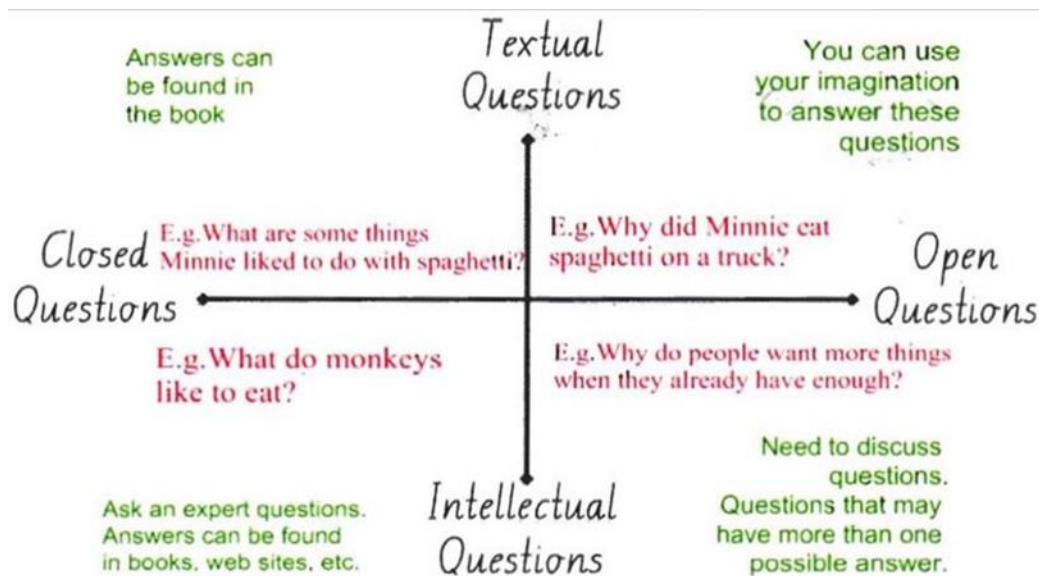 Textual
Questions
Answers can
be found in
the book
You can use
your imagination
to answer these
questions
Closed
Questions
E.g.What are some things
Minnie liked to do with spaghetti?
E.g.Why did Minnie eat
spaghetti on a truck?
Open
Questions
E.g.What do monkeys
like to eat?
E.g.Why do people want more things
when they already have enough?
Ask an expert questions.
Answers can be found
in books, web sites, etc.
Intellectual
Questions
Need to discuss
questions.
Questions that may
have more than one
possible answer.